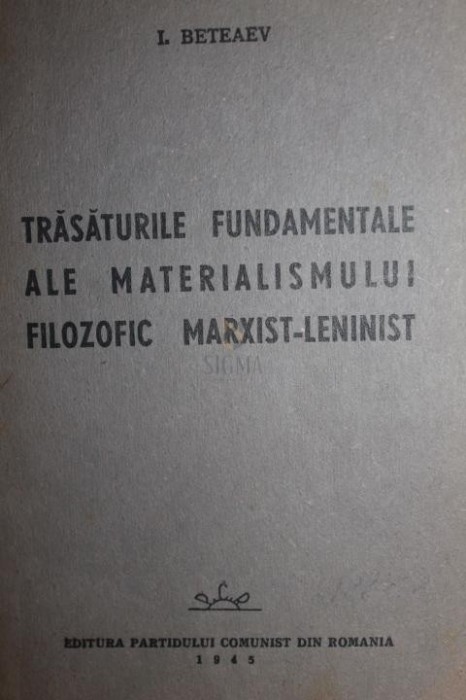 I. BETEAEV
TRĂSĂTURILE FUNDAMENTALE
ALE MATERIALISMULUI
FILOZOFIC MARXIST-LENINIST
SIGMA
EDITURA PARTIDULUI COMUNIST DIN ROMANIA
1945